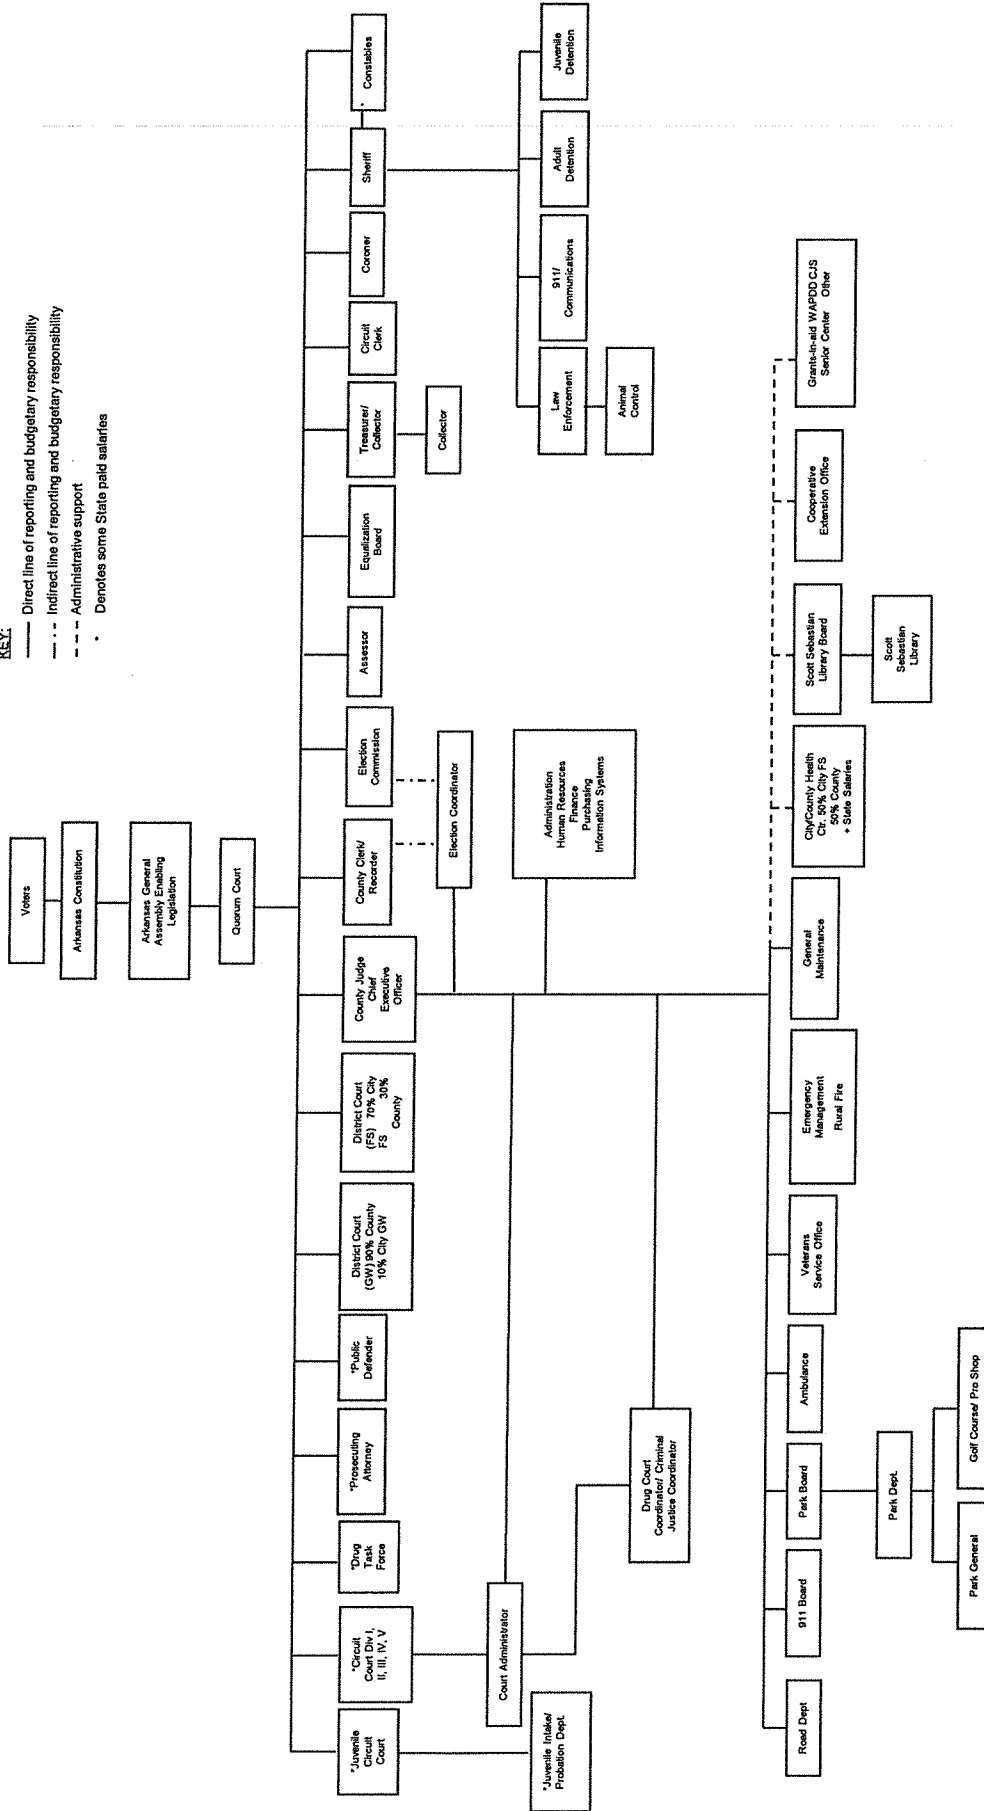 KEY:
Direct line of reporting and budgetary responsibility
Indirect line of reporting and budgetary responsibility
Administrative support
* Denotes some State paid salaries
Voters
Arkansas Constitution
Arkansas General
Assembly Enabling
Legislation
Quorum Court
*Juvenile
Circuit
Court
*Circuit
Court Div I,
II, III, IV, V
*Drug
Task
Force
*Prosecuting
Attorney
*Public
Defender
District Court
(GW) 90% County
10% City GW
District Court
(FS) 70% City
FS 30%
County
County Judge
Chief
Executive
Officer
County Clerk/
Recorder
Election
Commission
Assessor
Equalization
Board
Treasurer/
Collector
Circuit
Clerk
Coroner
Sheriff
*
Constables
Collector
Election Coordinator
Court Administrator
*Juvenile Intake/
Probation Dept.
Administration
Human Resources
Finance
Purchasing
Information Systems
Law
Enforcement
911/
Communications
Adult
Detention
Juvenile
Detention
Animal
Control
Drug Court
Coordinator/ Criminal
Justice Coordinator
Road Dept
911 Board
Park Board
Ambulance
Veterans
Service Office
Emergency
Management
Rural Fire
General
Maintenance
City/County Health
Ctr. 50% City FS
50% County
+ State Salaries
Scott Sebastian
Library Board
Cooperative
Extension Office
Grants-in-aid WAPDD CJS
Senior Center Other
Park Dept.
Scott
Sebastian
Library
Park General
Golf Course/ Pro Shop